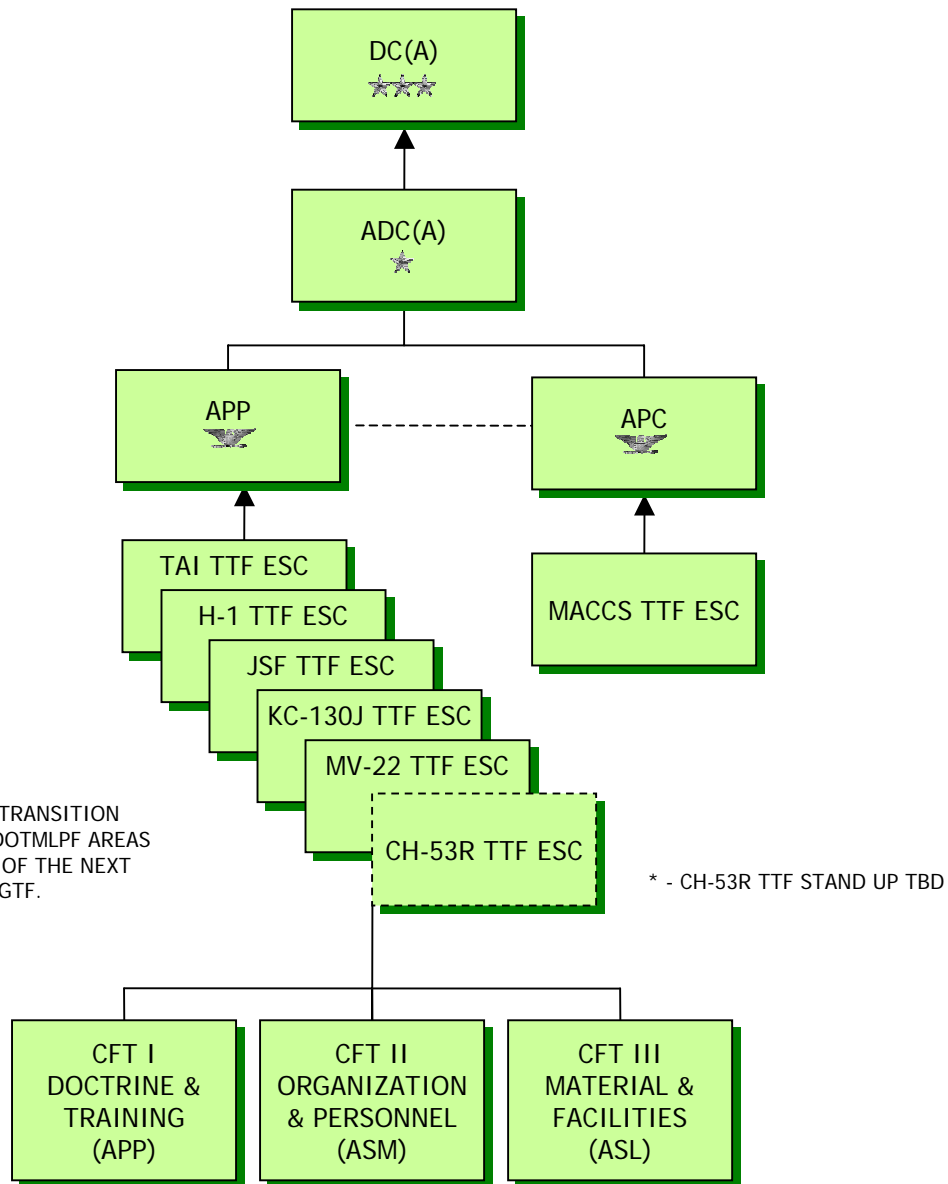 DC(A)
ADC(A)
APP
APC
TAI TTF ESC
H-1 TTF ESC
JSF TTF ESC
KC-130J TTF ESC
MV-22 TTF ESC
CH-53R TTF ESC
MACCS TTF ESC
TRANSITION
DOTMLPF AREAS
OF THE NEXT
GTF.
* - CH-53R TTF STAND UP TBD
CFT I
DOCTRINE &
TRAINING
(APP)
CFT II
ORGANIZATION
& PERSONNEL
(ASM)
CFT III
MATERIAL &
FACILITIES
(ASL)